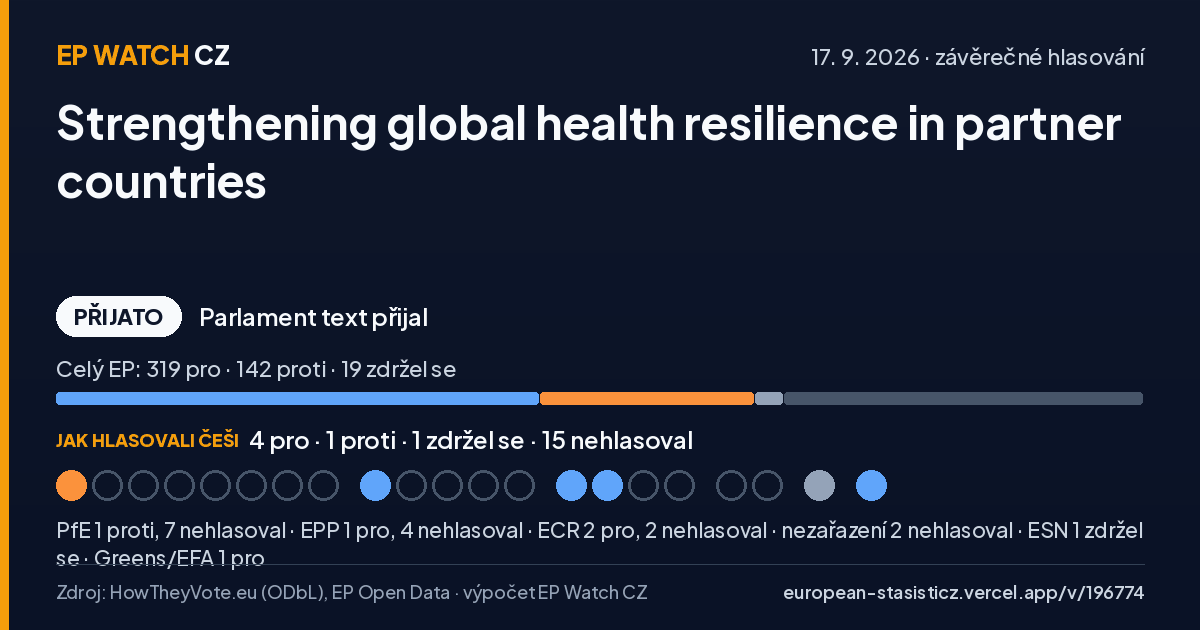 EP WATCH CZ
17. 9. 2026 · závěrečné hlasování
Strengthening global health resilience in partner
countries
PŘIJATO Parlament text přijal
Celý EP: 319 pro · 142 proti · 19 zdržel se
JAK HLASOVALI ČEŠI 4 pro · 1 proti · 1 zdržel se · 15 nehlasoval
PfE 1 proti, 7 nehlasoval · EPP 1 pro, 4 nehlasoval · ECR 2 pro, 2 nehlasoval · nezařazení 2 nehlasoval · ESN 1 zdržel
se · Greens/EFA 1 pro
Zdroj: HowTheyVote.eu (ODbL), EP Open Data · výpočet EP Watch CZ
european-stasisticz.vercel.app/v/196774